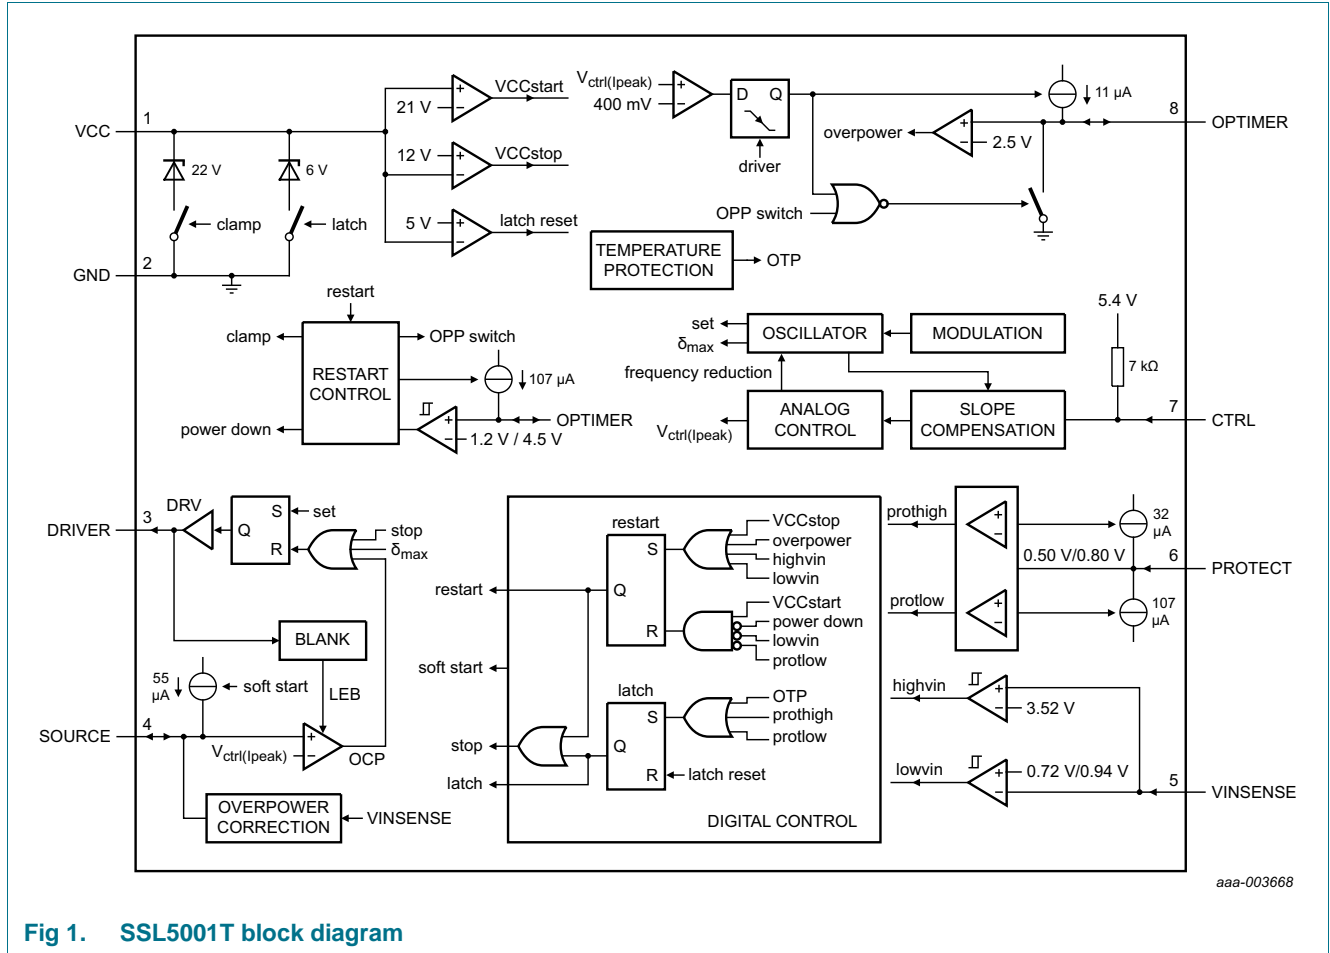 VCC 1
22 V
6 V
clamp
latch
GND 2
21 V + − VCCstart
12 V + − VCCstop
5 V + − latch reset
Vctrl(Ipeak) +
400 mV −
D Q
driver
11 µA
overpower + − 2.5 V
8 OPTIMER
OPP switch
TEMPERATURE
PROTECTION
OTP
restart
clamp
RESTART
CONTROL
OPP switch
107 µA
power down
+ OPTIMER
− 1.2 V / 4.5 V
set
δmax
OSCILLATOR
MODULATION
frequency reduction
Vctrl(Ipeak)
ANALOG
CONTROL
SLOPE
COMPENSATION
5.4 V
7 kΩ
7 CTRL
DRIVER 3
DRV
Q S R
set
stop
δmax
BLANK
LEB
55
µA
soft start
SOURCE 4
+
Vctrl(Ipeak) −
OCP
OVERPOWER
CORRECTION
VINSENSE
restart
S
Q
R
VCCstop
overpower
highvin
lowvin
VCCstart
power down
lowvin
protlow
restart
soft start
stop
latch
latch
S
Q
R
OTP
prothigh
protlow
latch reset
DIGITAL CONTROL
prothigh
+
−
32
µA
0.50 V/0.80 V
6 PROTECT
protlow
+
−
107
µA
highvin
+
− 3.52 V
lowvin
+ 0.72 V/0.94 V
−
5 VINSENSE
aaa-003668
Fig 1. SSL5001T block diagram